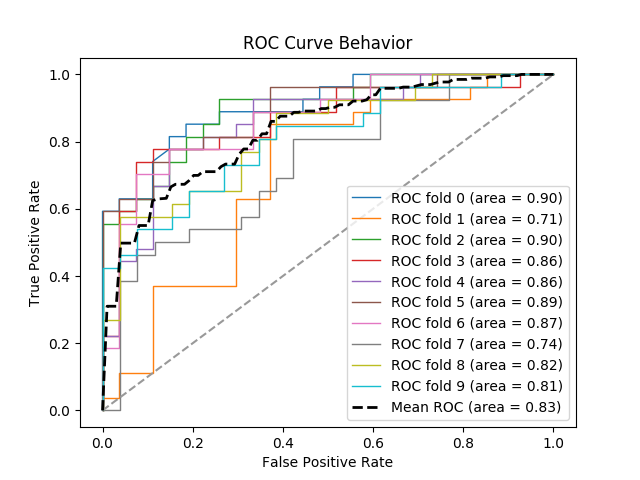 ROC Curve Behavior
True Positive Rate
1.0
0.8
0.6
0.4
0.2
0.0
ROC fold 0 (area = 0.90)
ROC fold 1 (area = 0.71)
ROC fold 2 (area = 0.90)
ROC fold 3 (area = 0.86)
ROC fold 4 (area = 0.86)
ROC fold 5 (area = 0.89)
ROC fold 6 (area = 0.87)
ROC fold 7 (area = 0.74)
ROC fold 8 (area = 0.82)
ROC fold 9 (area = 0.81)
Mean ROC (area = 0.83)
0.0 0.2 0.4 0.6 0.8 1.0
False Positive Rate